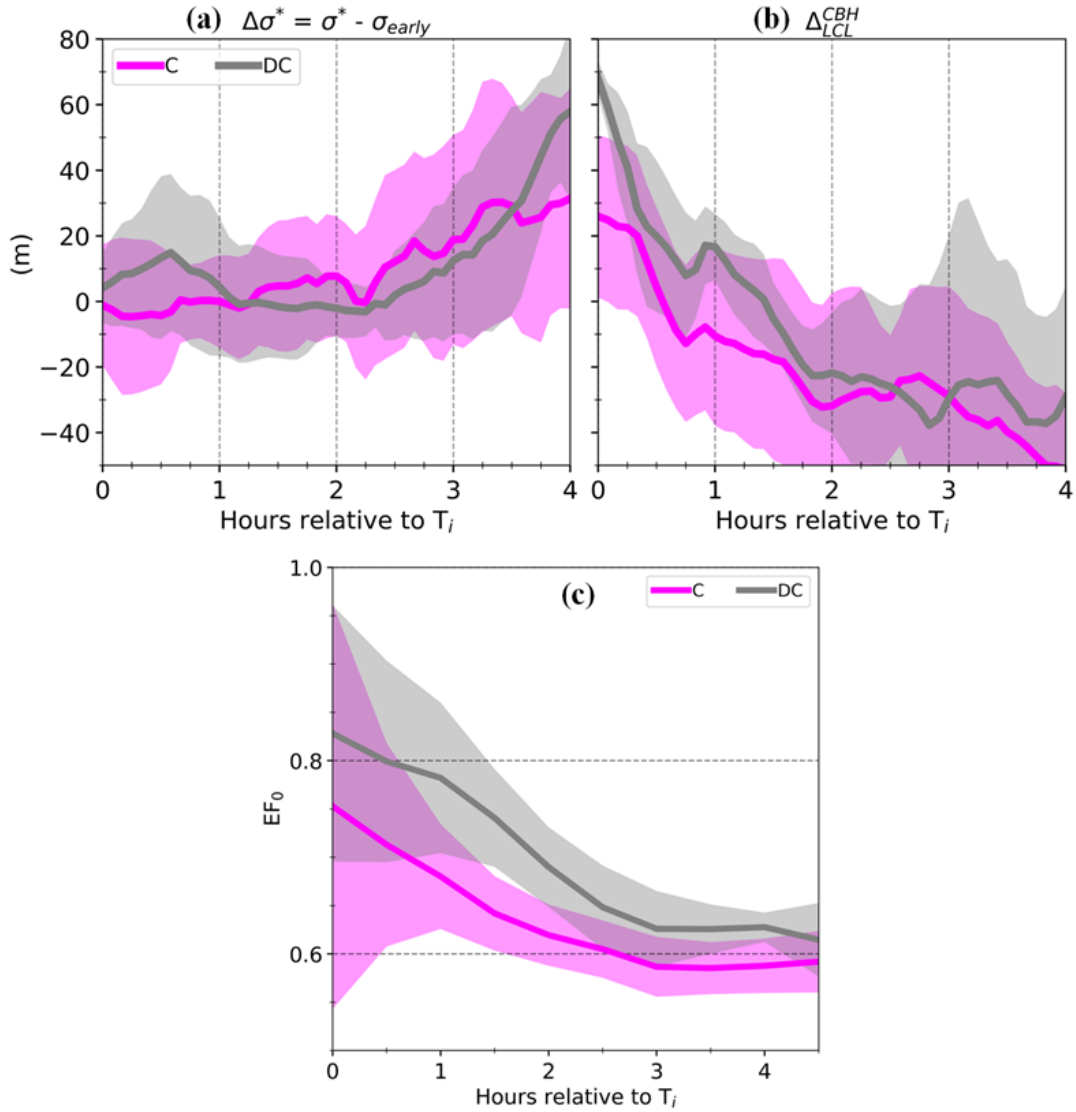 (a) Δσ* = σ* - σearly
(b) Δ^CBH_LCL
C DC
(m)
80
60
40
20
0
−20
−40
0 1 2 3 4
0 1 2 3 4
Hours relative to Ti
Hours relative to Ti
(c)
C DC
EF0
1.0
0.8
0.6
0 1 2 3 4
Hours relative to Ti